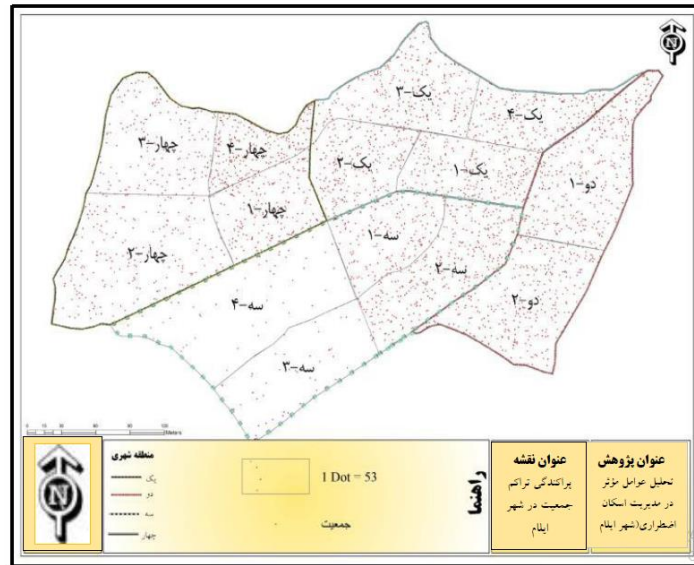 N
یک-۳
یک-۴
چهار-۳
چهار-۴
یک-۲
یک-۱
دو-۱
چهار-۱
سه-۱
چهار-۲
سه-۲
سه-۴
دو-۲
سه-۳
Meters
منطقه شهری
یک
دو
سه
چهار
N
1 Dot = 53
جمعیت
راهنما
عنوان نقشه
پراکندگی تراکم
جمعیت در شهر
ایلام
عنوان پژوهش
تحلیل عوامل مؤثر
در مدیریت اسکان
اضطراری(شهر ایلام